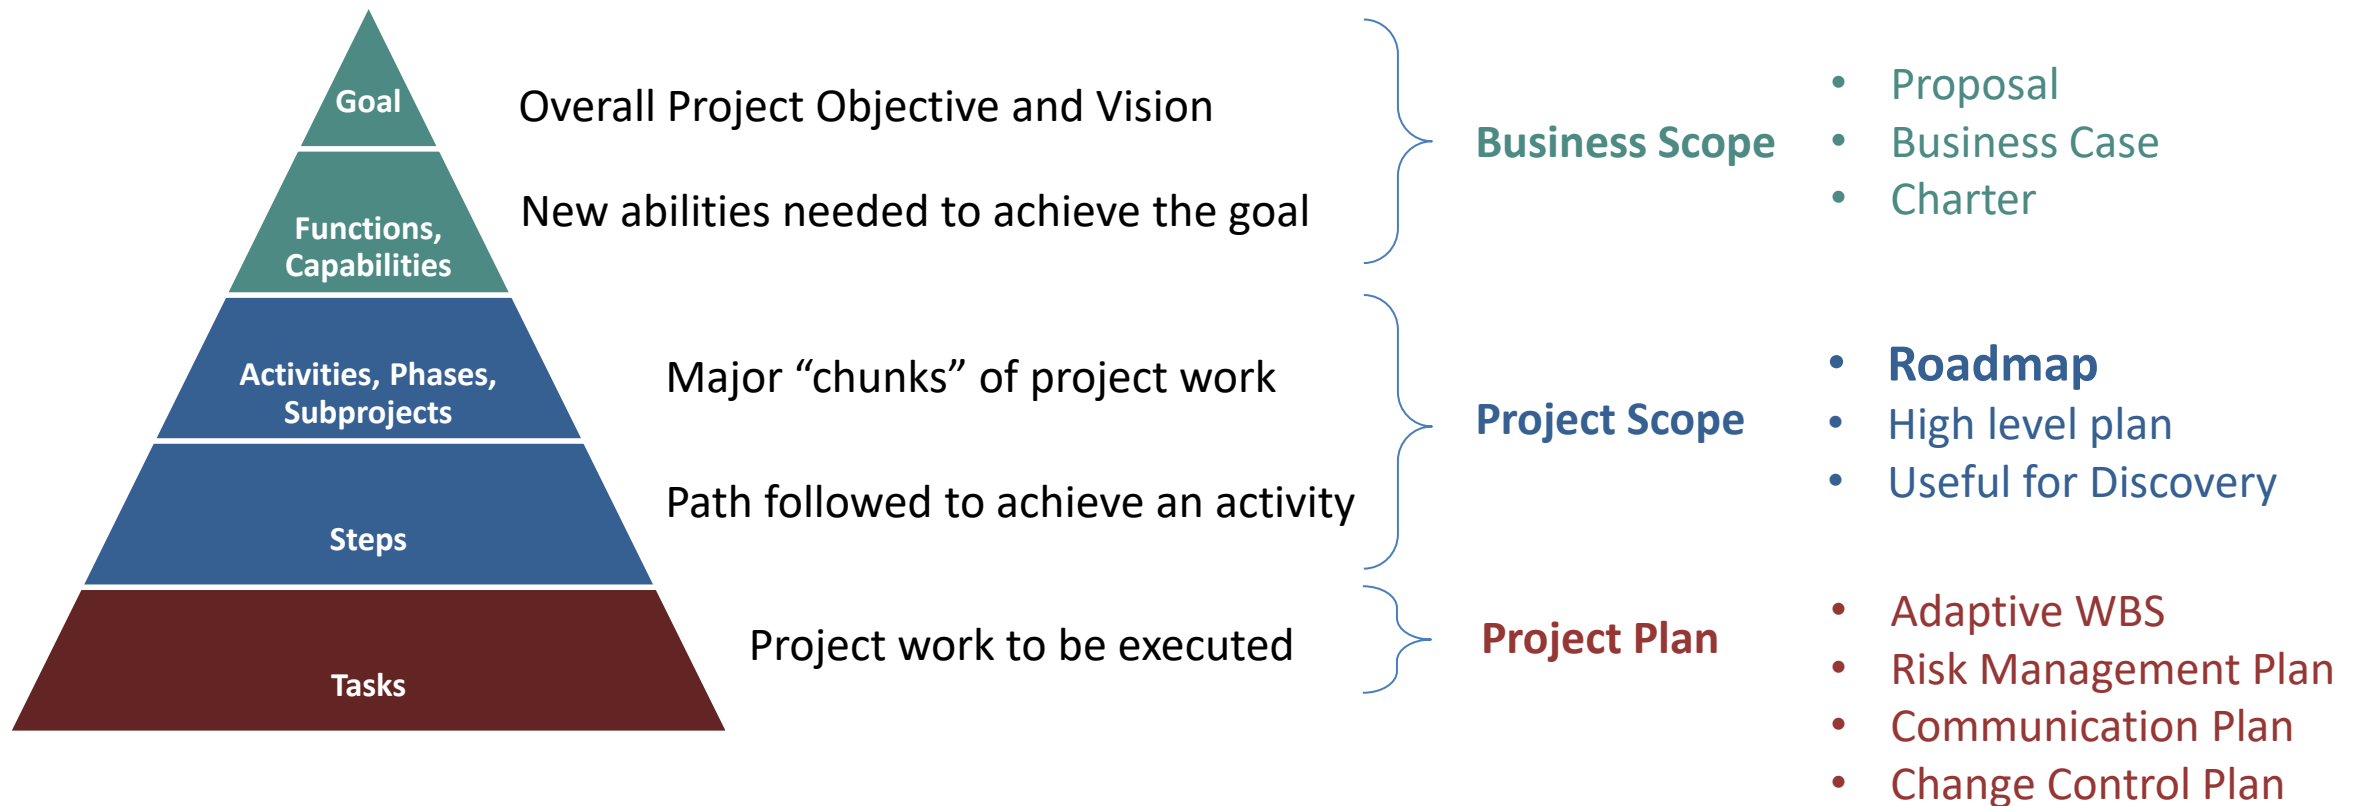 Goal
Overall Project Objective and Vision
Functions,
Capabilities
New abilities needed to achieve the goal
Business Scope
• Proposal
• Business Case
• Charter
Activities, Phases,
Subprojects
Major “chunks” of project work
Steps
Path followed to achieve an activity
Project Scope
• Roadmap
• High level plan
• Useful for Discovery
Tasks
Project work to be executed
Project Plan
• Adaptive WBS
• Risk Management Plan
• Communication Plan
• Change Control Plan